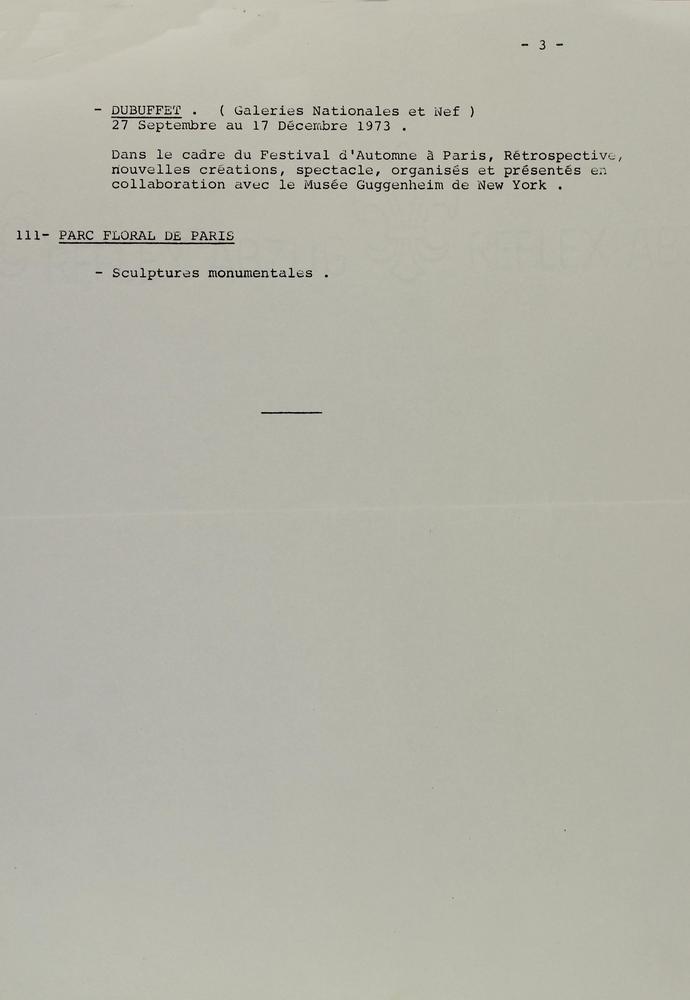 - 3 -
- DUBUFFET . ( Galeries Nationales et Nef )
27 Septembre au 17 Décembre 1973 .
Dans le cadre du Festival d'Automne à Paris, Rétrospective,
nouvelles créations, spectacle, organisés et présentés en
collaboration avec le Musée Guggenheim de New York .
111- PARC FLORAL DE PARIS
- Sculptures monumentales .